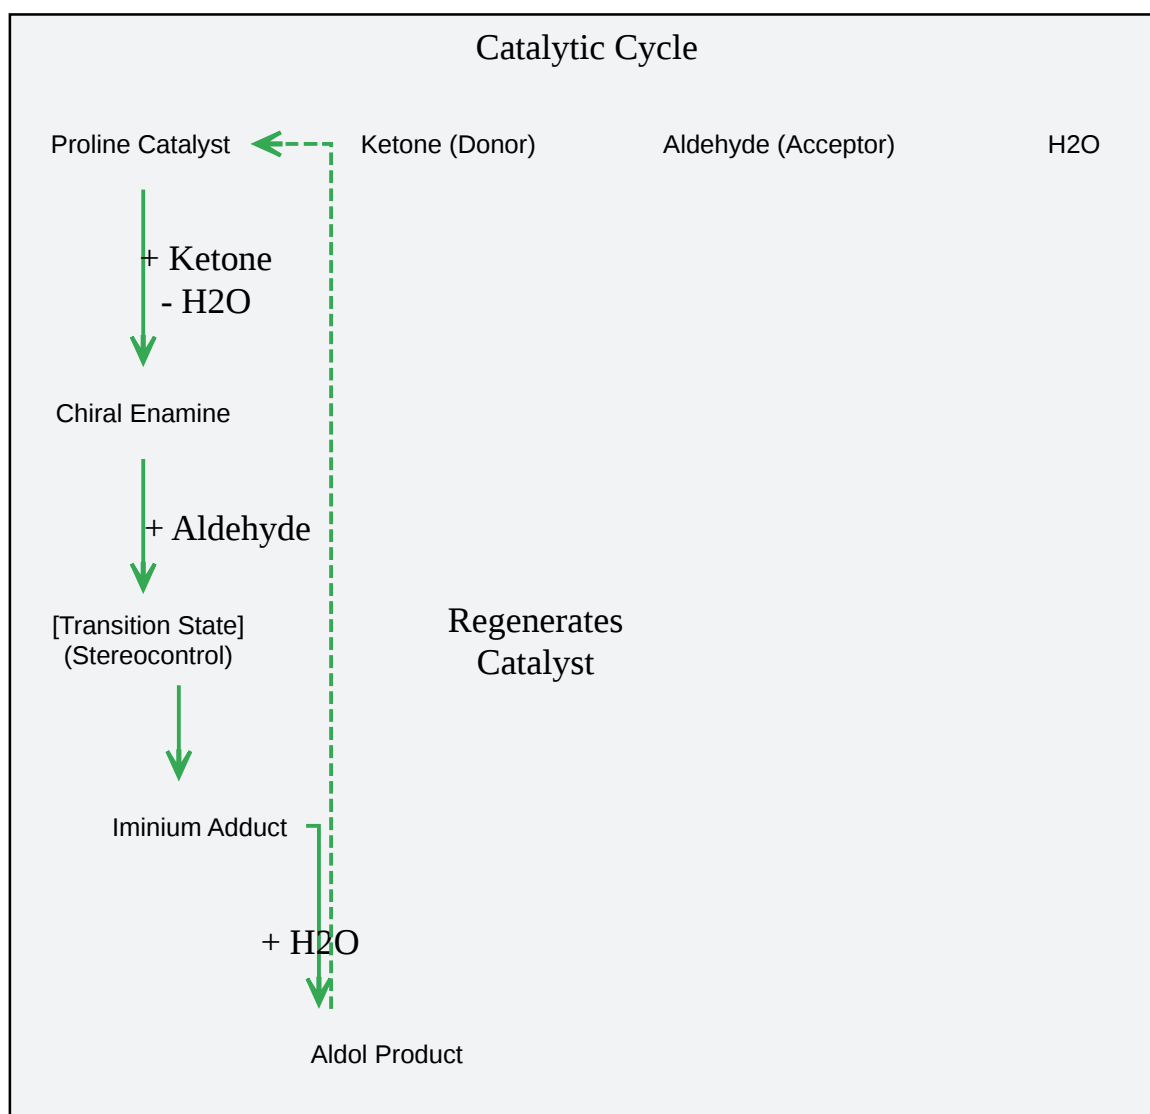 Catalytic Cycle
Proline Catalyst
Ketone (Donor)
Aldehyde (Acceptor)
H2O
+ Ketone
- H2O
Chiral Enamine
+ Aldehyde
[Transition State]
(Stereocontrol)
Regenerates
Catalyst
Iminium Adduct
+ H2O
Aldol Product